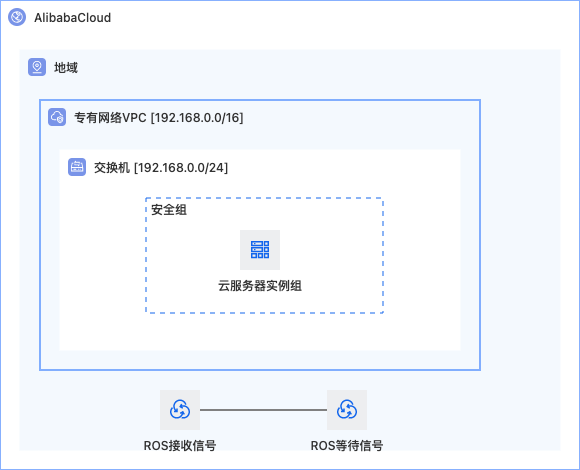 AlibabaCloud
地域
专有网络VPC [192.168.0.0/16]
交换机 [192.168.0.0/24]
安全组
云服务器实例组
ROS接收信号
ROS等待信号